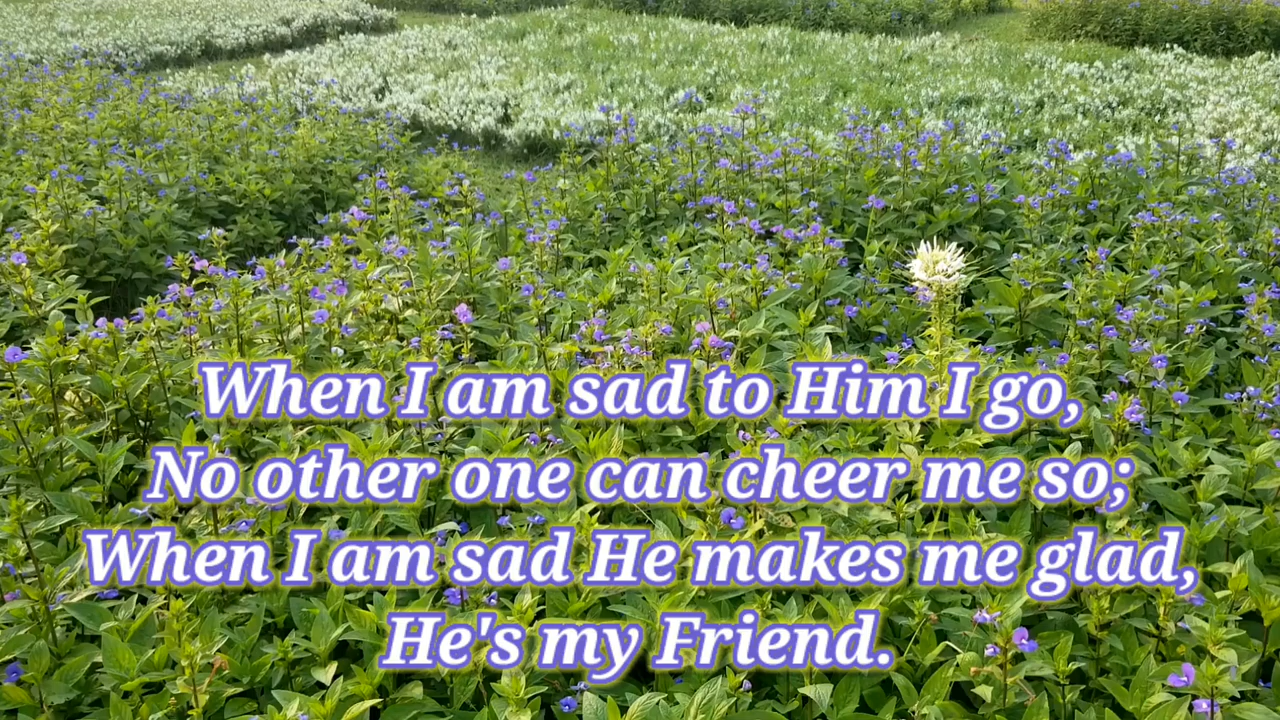 When I am sad to Him I go,
No other one can cheer me so;
When I am sad He makes me glad,
He's my Friend.